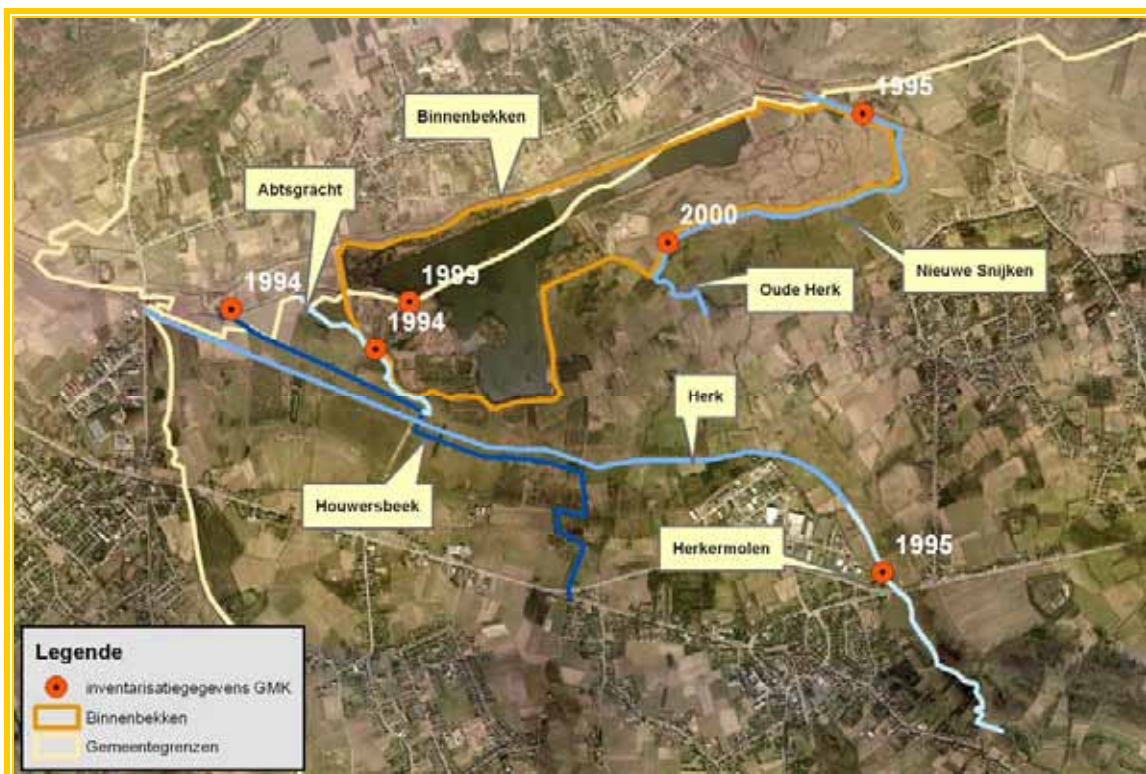 1995
Binnenbekken
Abtsgracht
2000
Nieuwe Snijken
1994
1999
Oude Herk
1994
Herk
Houwersbeek
Herkermolen
1995
Legende
inventarisatiegegevens GMK
Binnenbekken
Gemeentegrenzen